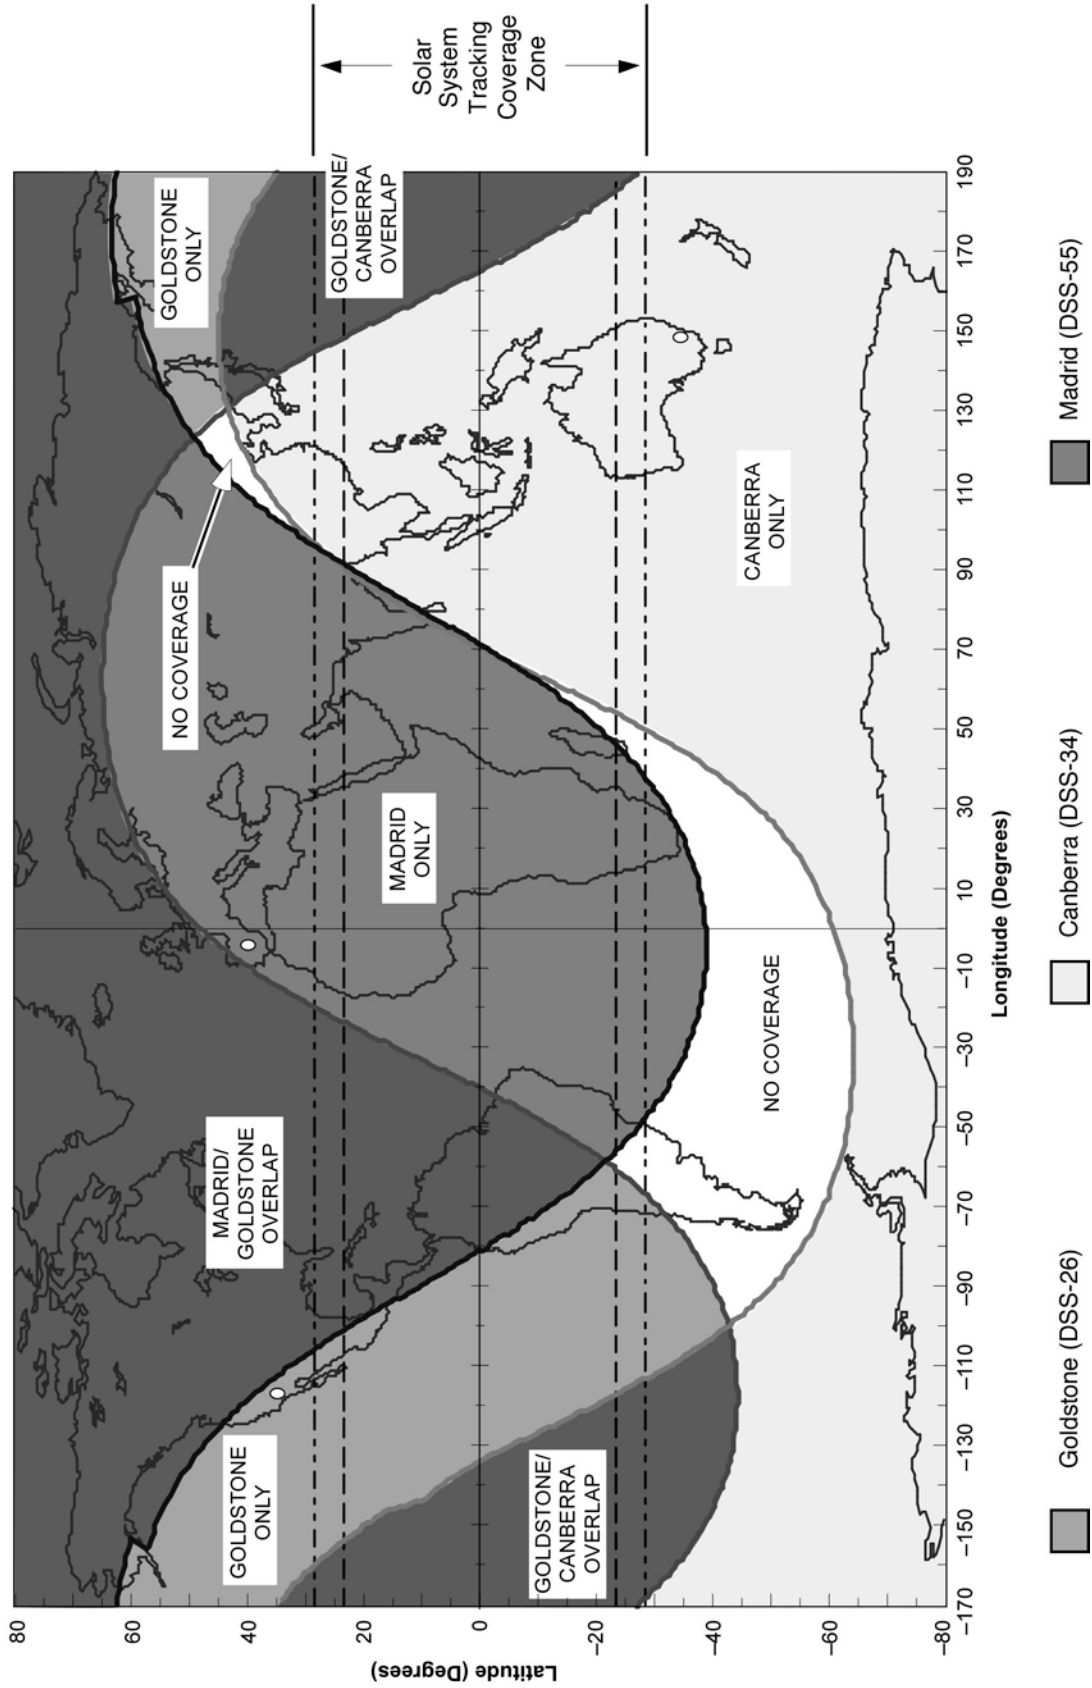 Solar
System
Tracking
Coverage
Zone
GOLDSTONE
ONLY
GOLDSTONE/
CANBERRA
OVERLAP
NO COVERAGE
MADRID/
GOLDSTONE
OVERLAP
GOLDSTONE
ONLY
MADRID
ONLY
CANBERRA
ONLY
GOLDSTONE/
CANBERRA
OVERLAP
NO COVERAGE
Latitude (Degrees)
80
60
40
20
0
−20
−40
−60
−80
−170
−150
−130
−110
−90
−70
−50
−30
−10
10
30
50
70
90
110
130
150
170
190
Longitude (Degrees)
Goldstone (DSS-26)
Canberra (DSS-34)
Madrid (DSS-55)